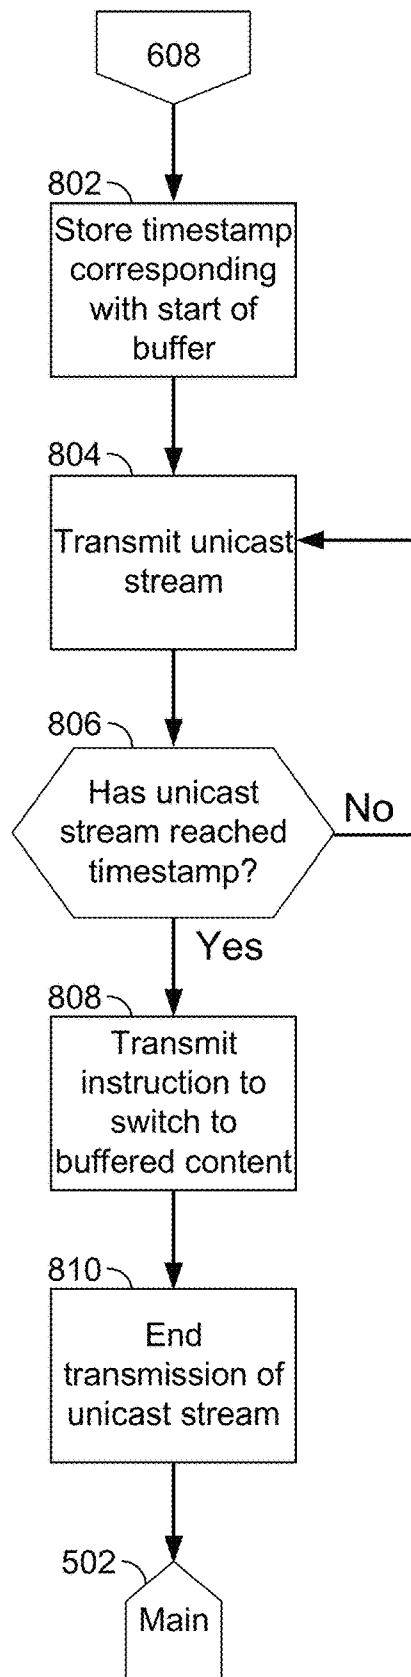 608
802
Store timestamp
corresponding
with start of
buffer
804
Transmit unicast
stream
806
Has unicast
stream reached
timestamp?
No
Yes
808
Transmit
instruction to
switch to
buffered content
810
End
transmission of
unicast stream
502
Main